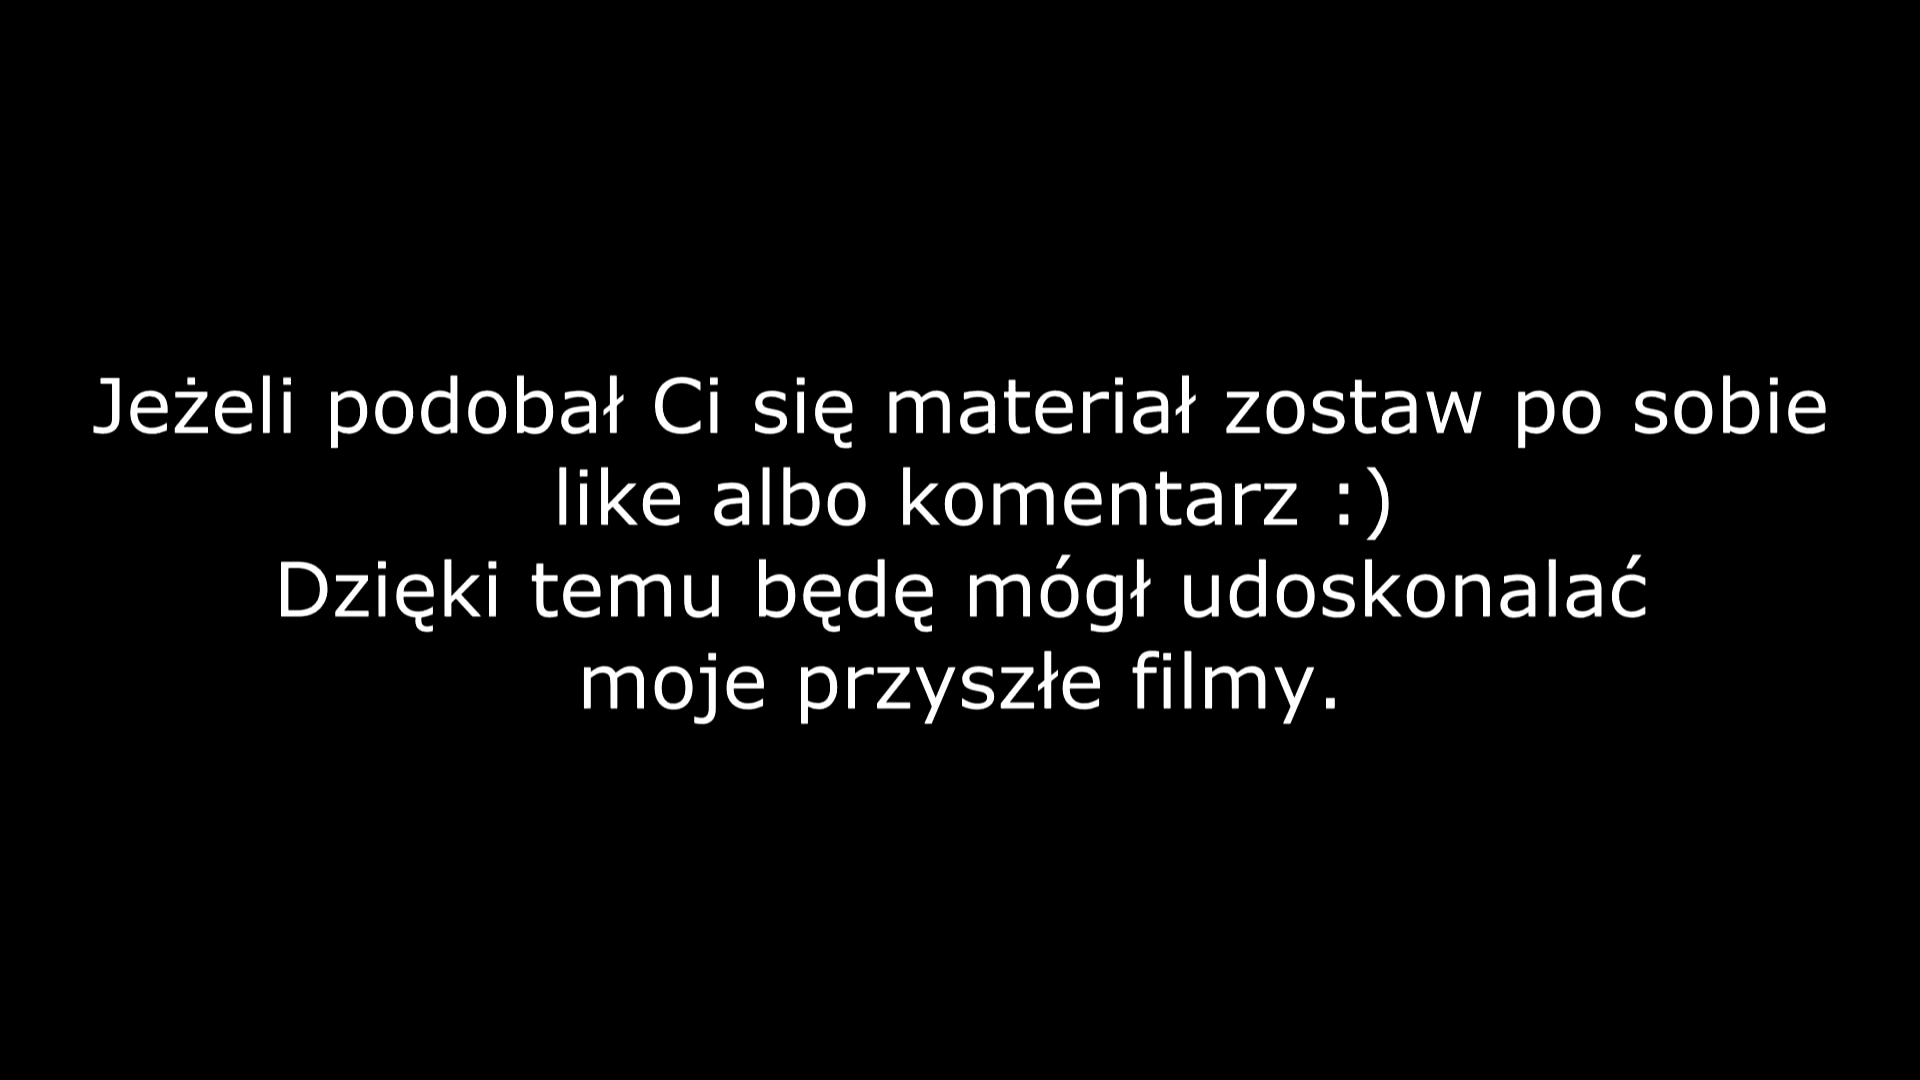 Jeżeli podobał Ci się materiał zostaw po sobie
like albo komentarz :)
Dzięki temu będę mógł udoskonalać
moje przyszłe filmy.